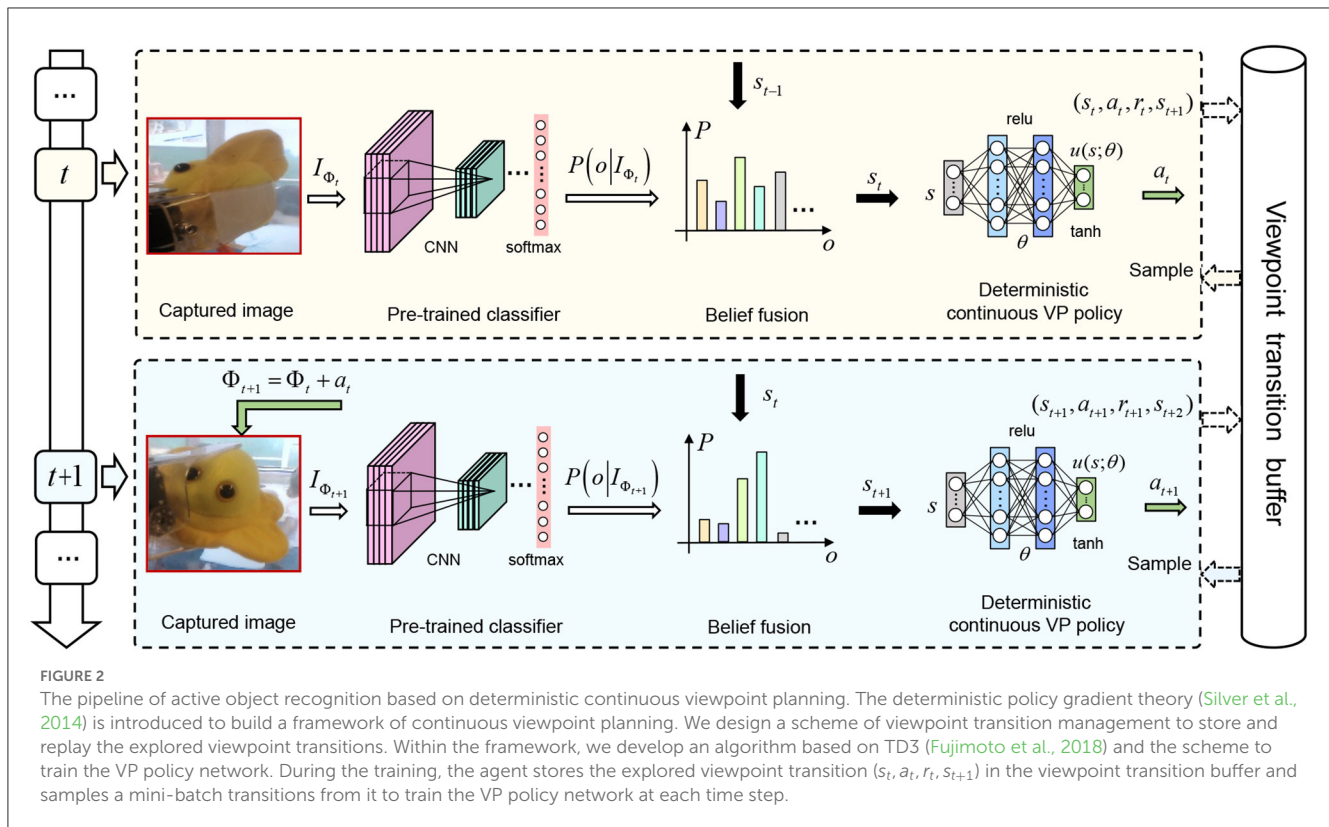 ...
t
I_{Φ_t}
CNN
softmax
P(o|I_{Φ_t})
s_{t-1}
P
o
...
s_t
s
relu
θ
u(s;θ)
tanh
(s_t, a_t, r_t, s_{t+1})
a_t
Sample
Captured image
Pre-trained classifier
Belief fusion
Deterministic
continuous VP policy
Viewpoint transition buffer
Φ_{t+1} = Φ_t + a_t
t+1
...
I_{Φ_{t+1}}
CNN
softmax
P(o|I_{Φ_{t+1}})
s_t
P
o
...
s_{t+1}
s
relu
θ
u(s;θ)
tanh
(s_{t+1}, a_{t+1}, r_{t+1}, s_{t+2})
a_{t+1}
Sample
Captured image
Pre-trained classifier
Belief fusion
Deterministic
continuous VP policy
FIGURE 2
The pipeline of active object recognition based on deterministic continuous viewpoint planning. The deterministic policy gradient theory (Silver et al.,
2014) is introduced to build a framework of continuous viewpoint planning. We design a scheme of viewpoint transition management to store and
replay the explored viewpoint transitions. Within the framework, we develop an algorithm based on TD3 (Fujimoto et al., 2018) and the scheme to
train the VP policy network. During the training, the agent stores the explored viewpoint transition (s_t, a_t, r_t, s_{t+1}) in the viewpoint transition buffer and
samples a mini-batch transitions from it to train the VP policy network at each time step.